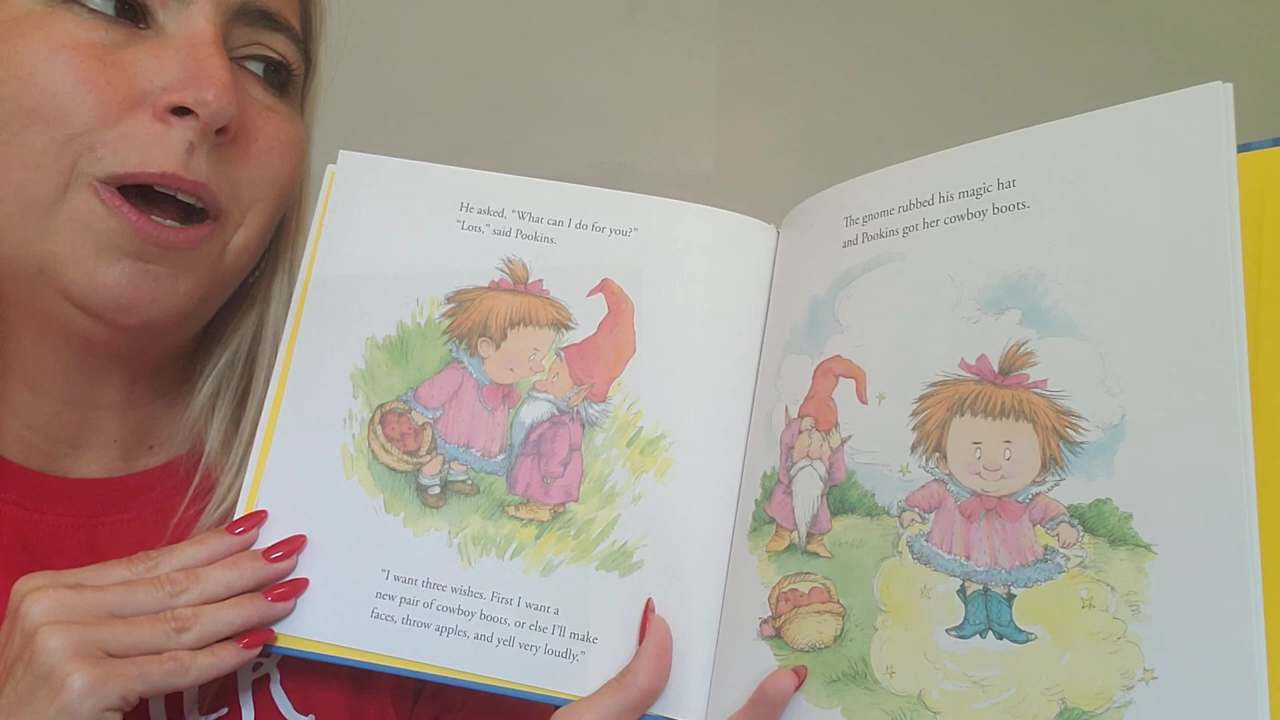 He asked, "What can I do for you?"
"Lots," said Pookins.
"I want three wishes. First I want a
new pair of cowboy boots, or else I'll make
faces, throw apples, and yell very loudly."
The gnome rubbed his magic hat
and Pookins got her cowboy boots.